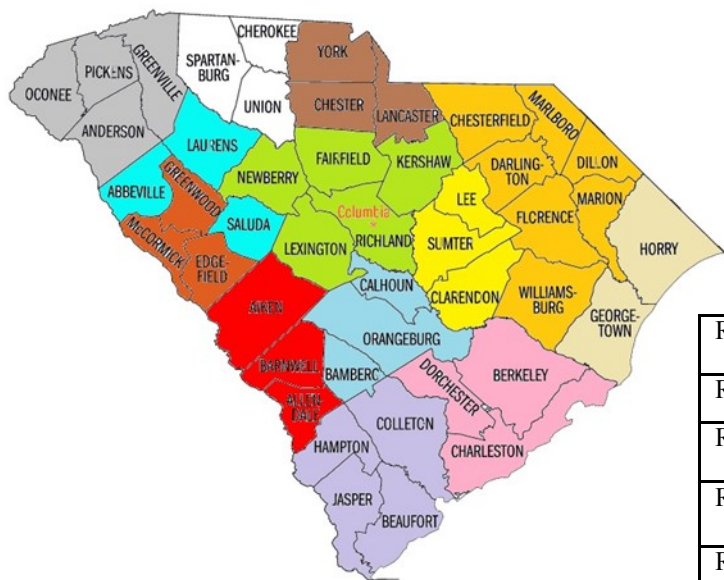 CHEROKEE
YORK
SPARTAN-
BURG
GREENVILLE
PICKENS
OCONEE
UNION
CHESTER
LANCASTER
CHESTERFIELD
MARLBORO
ANDERSON
LAURENS
FAIRFIELD
KERSHAW
DARLING-
TON
DILLON
NEWBERRY
GREENWOOD
ABBEVILLE
LEE
MARION
Columbia
SALUDA
FLORENCE
McCORMICK
LEXINGTON
RICHLAND
SUMTER
HORRY
EDGE-
FIELD
CALHOUN
CLARENDON
WILLIAMS-
BURG
GEORGE-
TOWN
AIKEN
ORANGEBURG
BARNWELL
BAMBERC
DORCHESTER
BERKELEY
ALLEN-
DALE
COLLETON
HAMPTON
CHARLESTON
JASPER
BEAUFORT
R
R
R
R
R